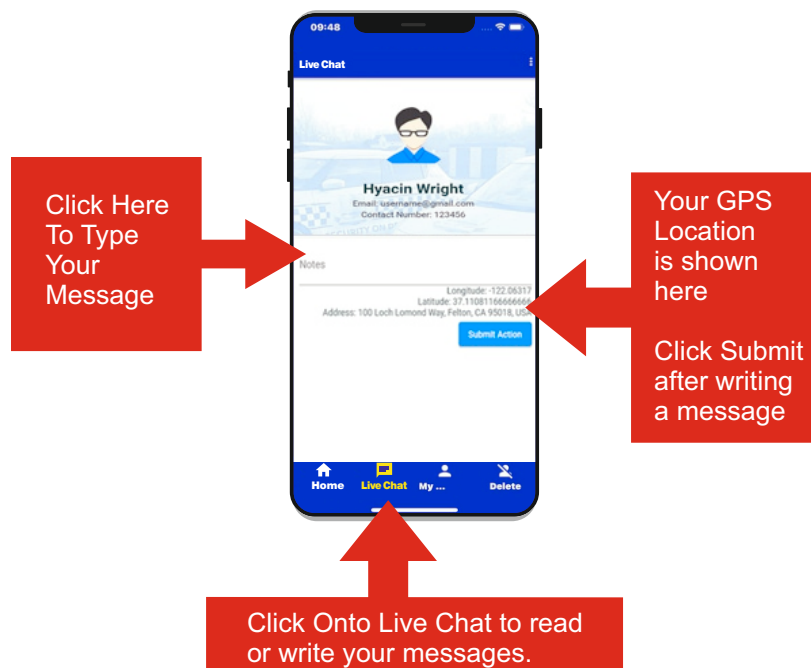 09:48
Live Chat
Hyacin Wright
Email: username@gmail.com
Contact Number: 123456
SECURITY ON
Click Here
To Type
Your
Message
Notes
Longitude: -122.06317
Latitude: 37.11081166666666
Address: 100 Loch Lomond Way, Felton, CA 95018, USA
Submit Action
Your GPS
Location
is shown
here
Click Submit
after writing
a message
Home Live Chat My ... Delete
Click Onto Live Chat to read
or write your messages.